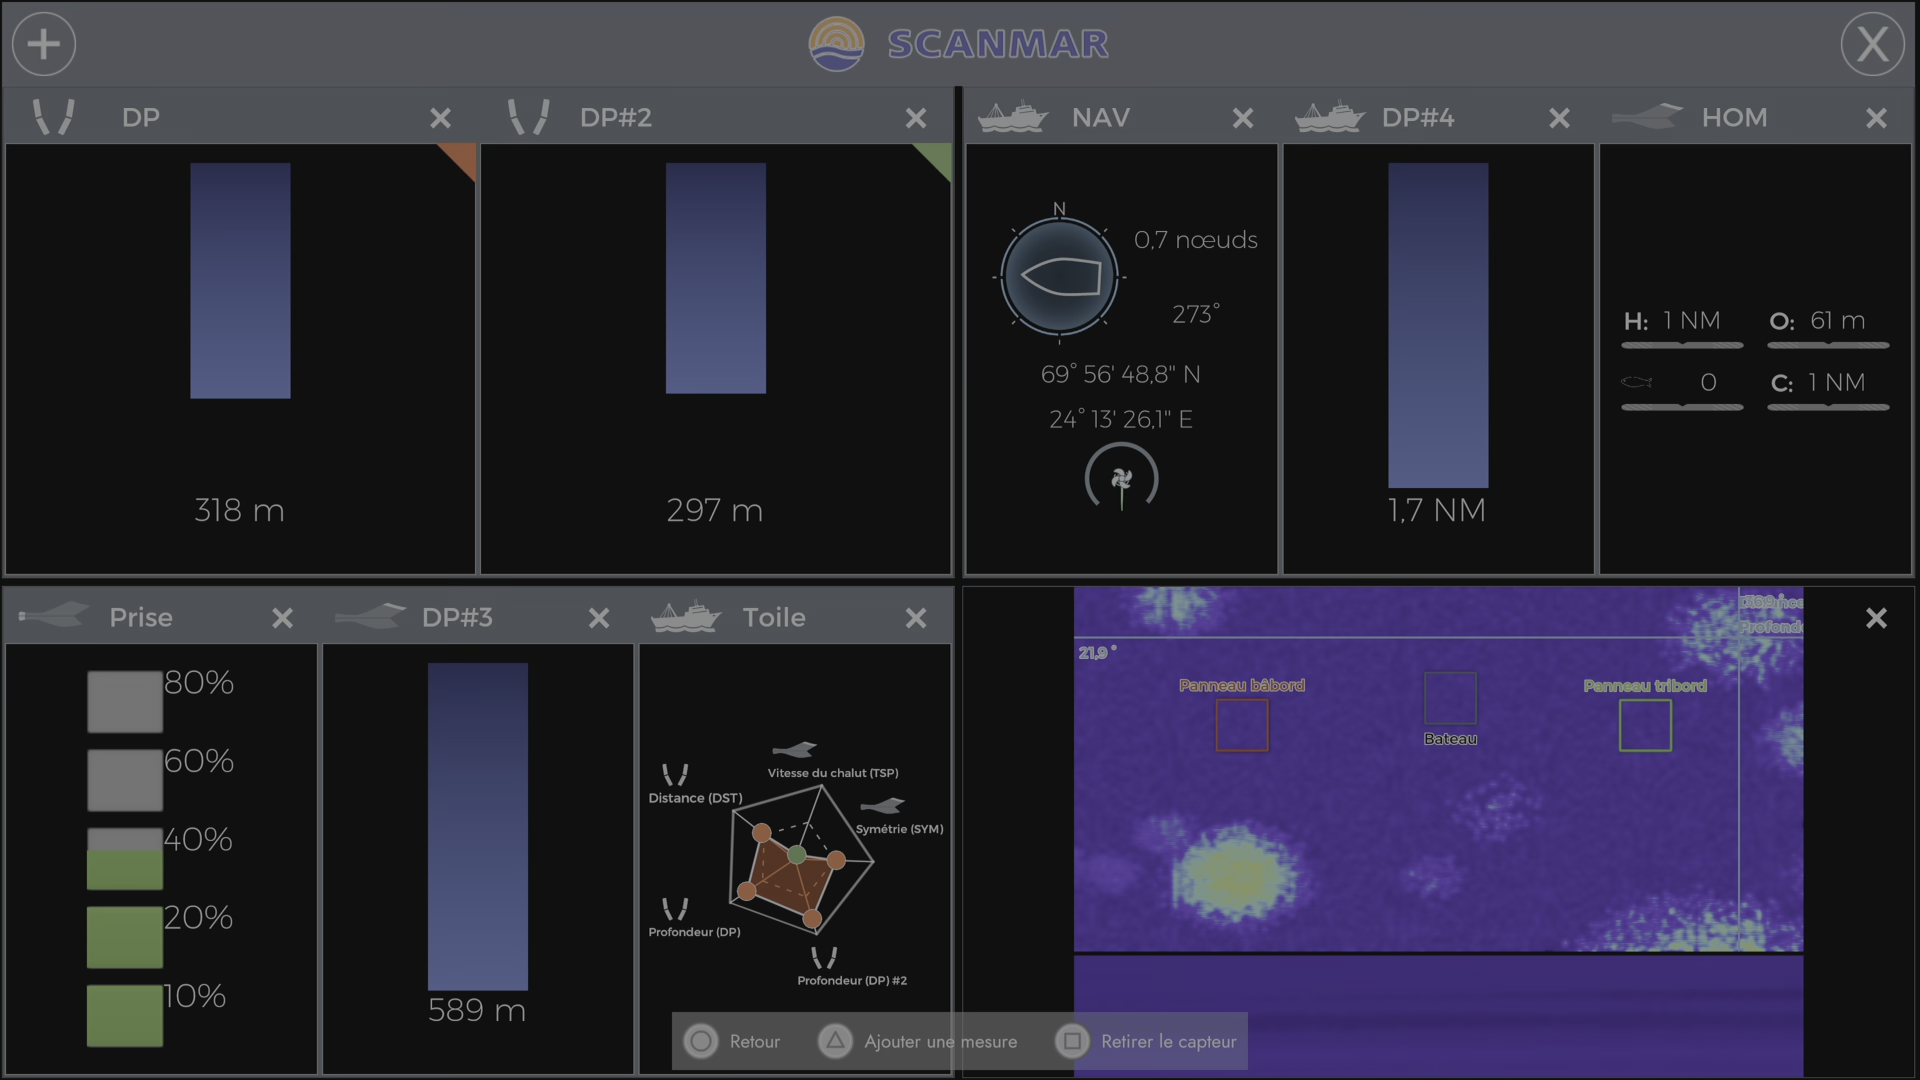 SCANMAR
X
DP
DP#2
NAV
DP#4
HOM
318 m
297 m
N
0,7 nœuds
273°
69° 56' 48,8" N
24° 13' 26,1" E
1,7 NM
H: 1 NM
O: 61 m
0
C: 1 NM
Prise
DP#3
Toile
80%
60%
40%
20%
10%
589 m
Vitesse du chalut (TSP)
Distance (DST)
Symétrie (SYM)
Profondeur (DP)
Profondeur (DP) #2
21,9 °
Panneau bâbord
Bateau
Panneau tribord
Retour
Ajouter une mesure
Retirer le capteur